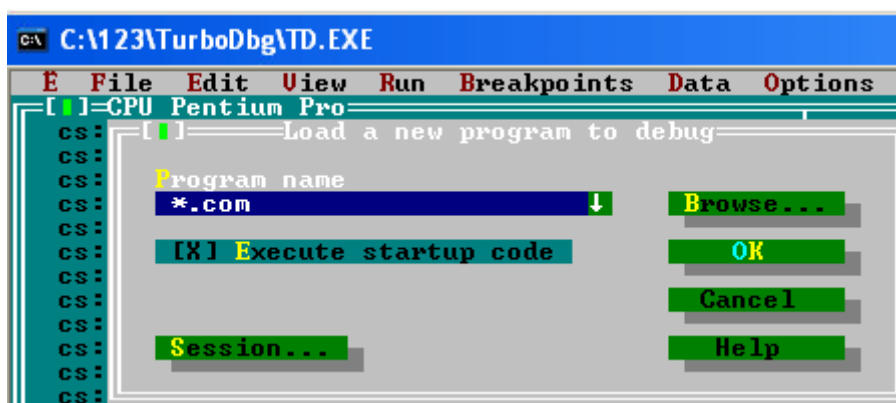 C:\123\TurboDbg\TD.EXE
Ë File Edit View Run Breakpoints Data Options
=[▮]=CPU Pentium Pro
cs: [▮] Load a new program to debug
cs:
cs: Program name
cs: *.com ↓ Browse...
cs:
cs: [X] Execute startup code OK
cs:
cs: Cancel
cs:
cs: Session... Help
cs:
cs: